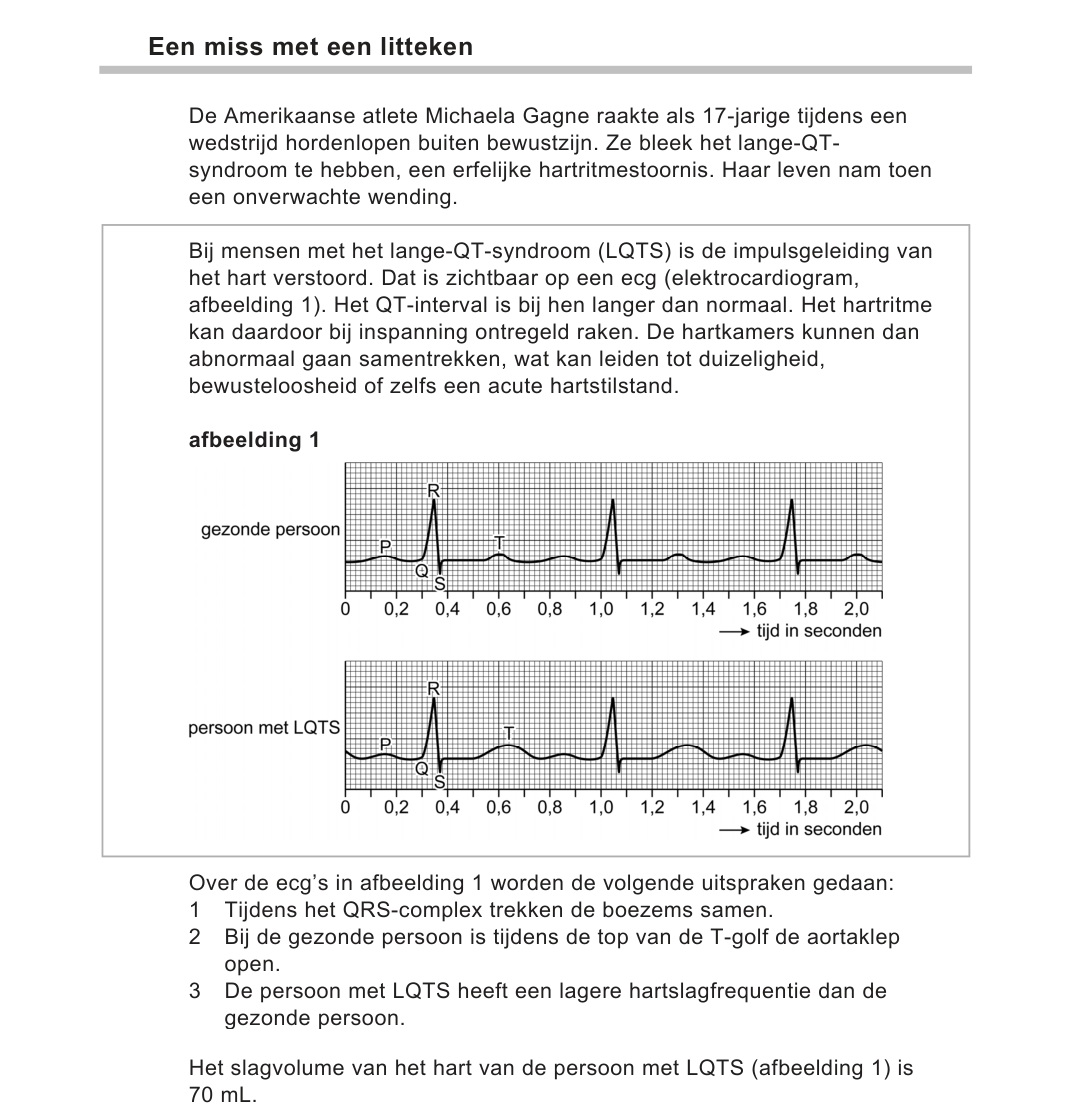 Een miss met een litteken
De Amerikaanse atlete Michaela Gagne raakte als 17-jarige tijdens een
wedstrijd hordenlopen buiten bewustzijn. Ze bleek het lange-QT-
syndroom te hebben, een erfelijke hartritmestoornis. Haar leven nam toen
een onverwachte wending.
Bij mensen met het lange-QT-syndroom (LQTS) is de impulsgeleiding van
het hart verstoord. Dat is zichtbaar op een ecg (elektrocardiogram,
afbeelding 1). Het QT-interval is bij hen langer dan normaal. Het hartritme
kan daardoor bij inspanning ontregeld raken. De hartkamers kunnen dan
abnormaal gaan samentrekken, wat kan leiden tot duizeligheid,
bewusteloosheid of zelfs een acute hartstilstand.
afbeelding 1
R
gezonde persoon
P
T
Q
S
0 0,2 0,4 0,6 0,8 1,0 1,2 1,4 1,6 1,8 2,0
tijd in seconden
R
persoon met LQTS
P
T
Q
S
0 0,2 0,4 0,6 0,8 1,0 1,2 1,4 1,6 1,8 2,0
tijd in seconden
Over de ecg's in afbeelding 1 worden de volgende uitspraken gedaan:
1 Tijdens het QRS-complex trekken de boezems samen.
2 Bij de gezonde persoon is tijdens de top van de T-golf de aortaklep
open.
3 De persoon met LQTS heeft een lagere hartslagfrequentie dan de
gezonde persoon.
Het slagvolume van het hart van de persoon met LQTS (afbeelding 1) is
70 mL.